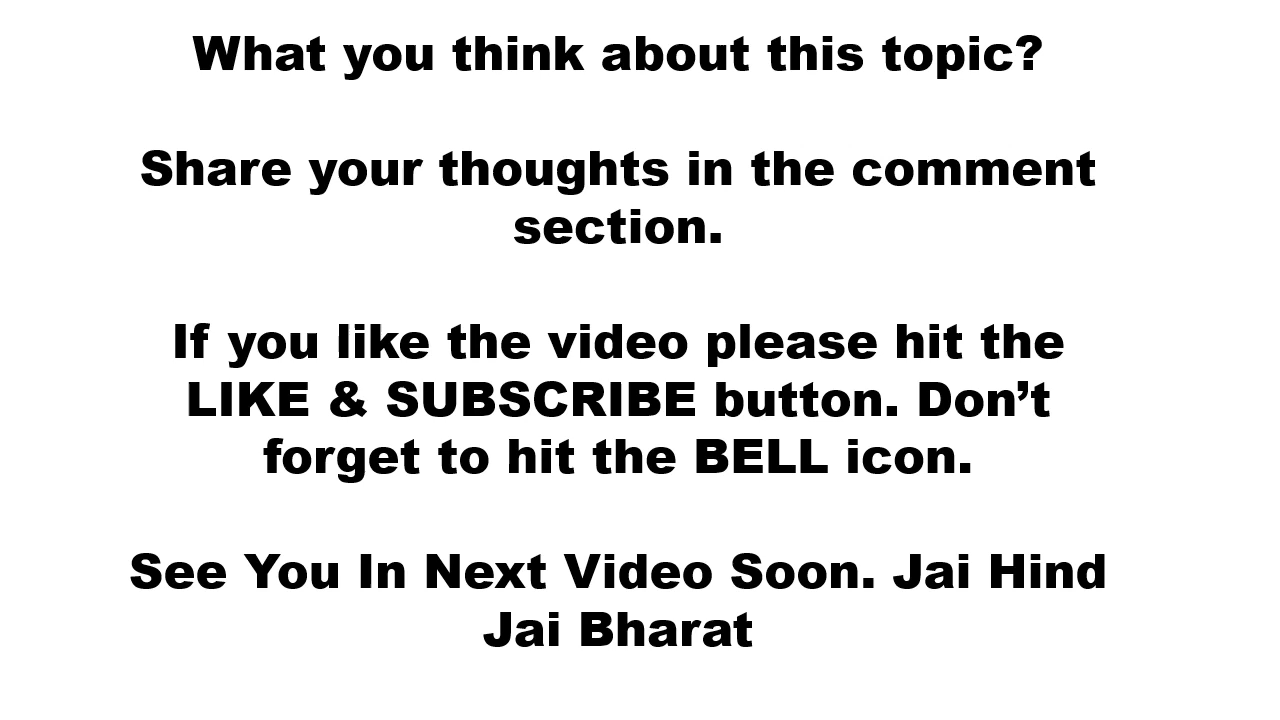 What you think about this topic?
Share your thoughts in the comment
section.
If you like the video please hit the
LIKE & SUBSCRIBE button. Don’t
forget to hit the BELL icon.
See You In Next Video Soon. Jai Hind
Jai Bharat